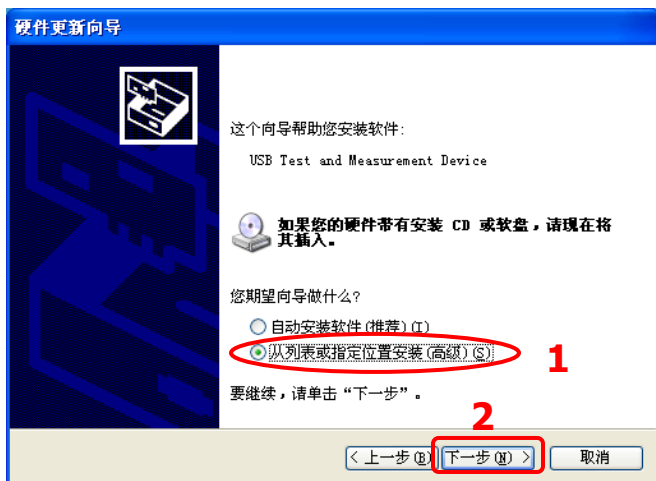 硬件更新向导
这个向导帮助您安装软件:
USB Test and Measurement Device
如果您的硬件带有安装 CD 或软盘，请现在将
其插入。
您期望向导做什么?
自动安装软件(推荐)(I)
从列表或指定位置安装(高级)(S)
1
要继续，请单击“下一步”。
2
< 上一步(B)
下一步(N) >
取消